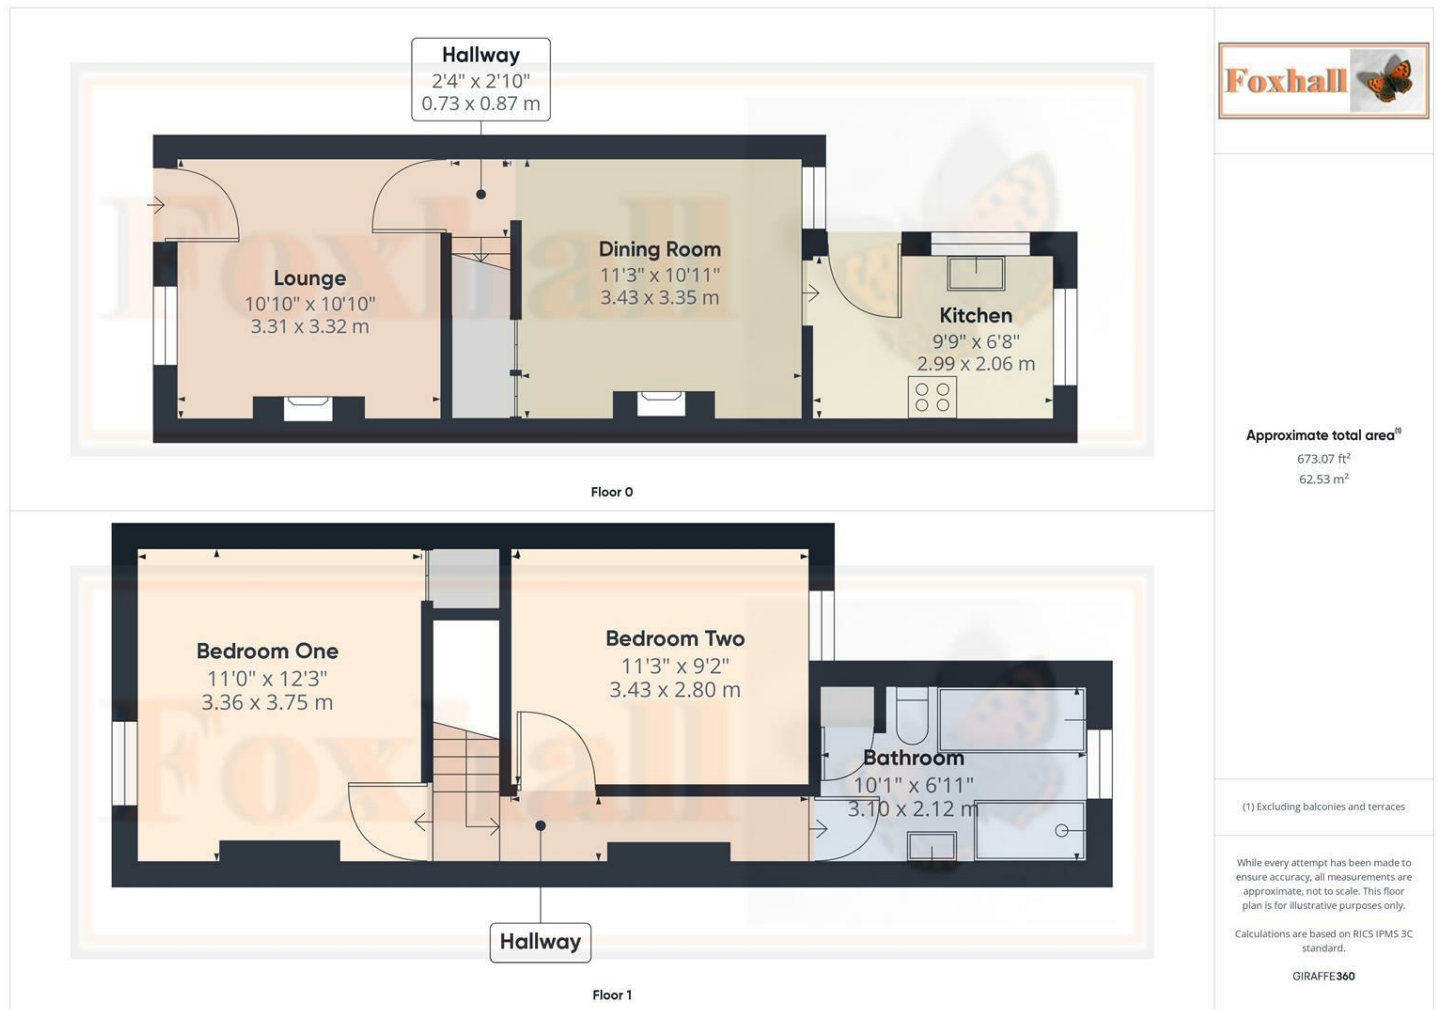 Hallway
2'4" x 2'10"
0.73 x 0.87 m
Lounge
10'10" x 10'10"
3.31 x 3.32 m
Dining Room
11'3" x 10'11"
3.43 x 3.35 m
Kitchen
9'9" x 6'8"
2.99 x 2.06 m
Foxhall
Floor 0
Bedroom One
11'0" x 12'3"
3.36 x 3.75 m
Bedroom Two
11'3" x 9'2"
3.43 x 2.80 m
Bathroom
10'1" x 6'11"
3.10 x 2.12 m
Foxhall
Hallway
Floor 1
Foxhall
Approximate total area(1)
673.07 ft²
62.53 m²
(1) Excluding balconies and terraces
While every attempt has been made to
ensure accuracy, all measurements are
approximate, not to scale. This floor
plan is for illustrative purposes only.
Calculations are based on RICS IPMS 3C
standard.
GIRAFFE360